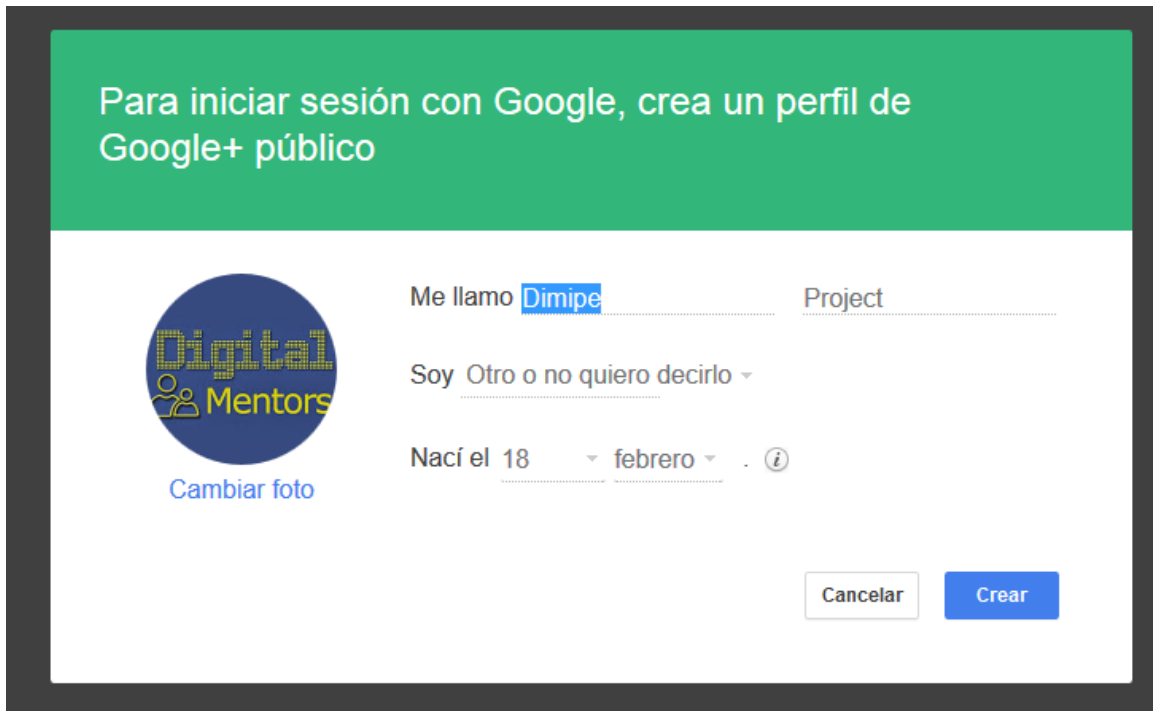 Para iniciar sesión con Google, crea un perfil de
Google+ público
Digital
Mentors
Cambiar foto
Me llamo Dimipe Project
Soy Otro o no quiero decirlo
Nací el 18 febrero . i
Cancelar Crear